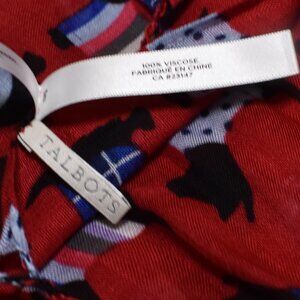 100% VISCOSE
FABRIQUÉ EN CHINE
CA #23147
TALBOTS